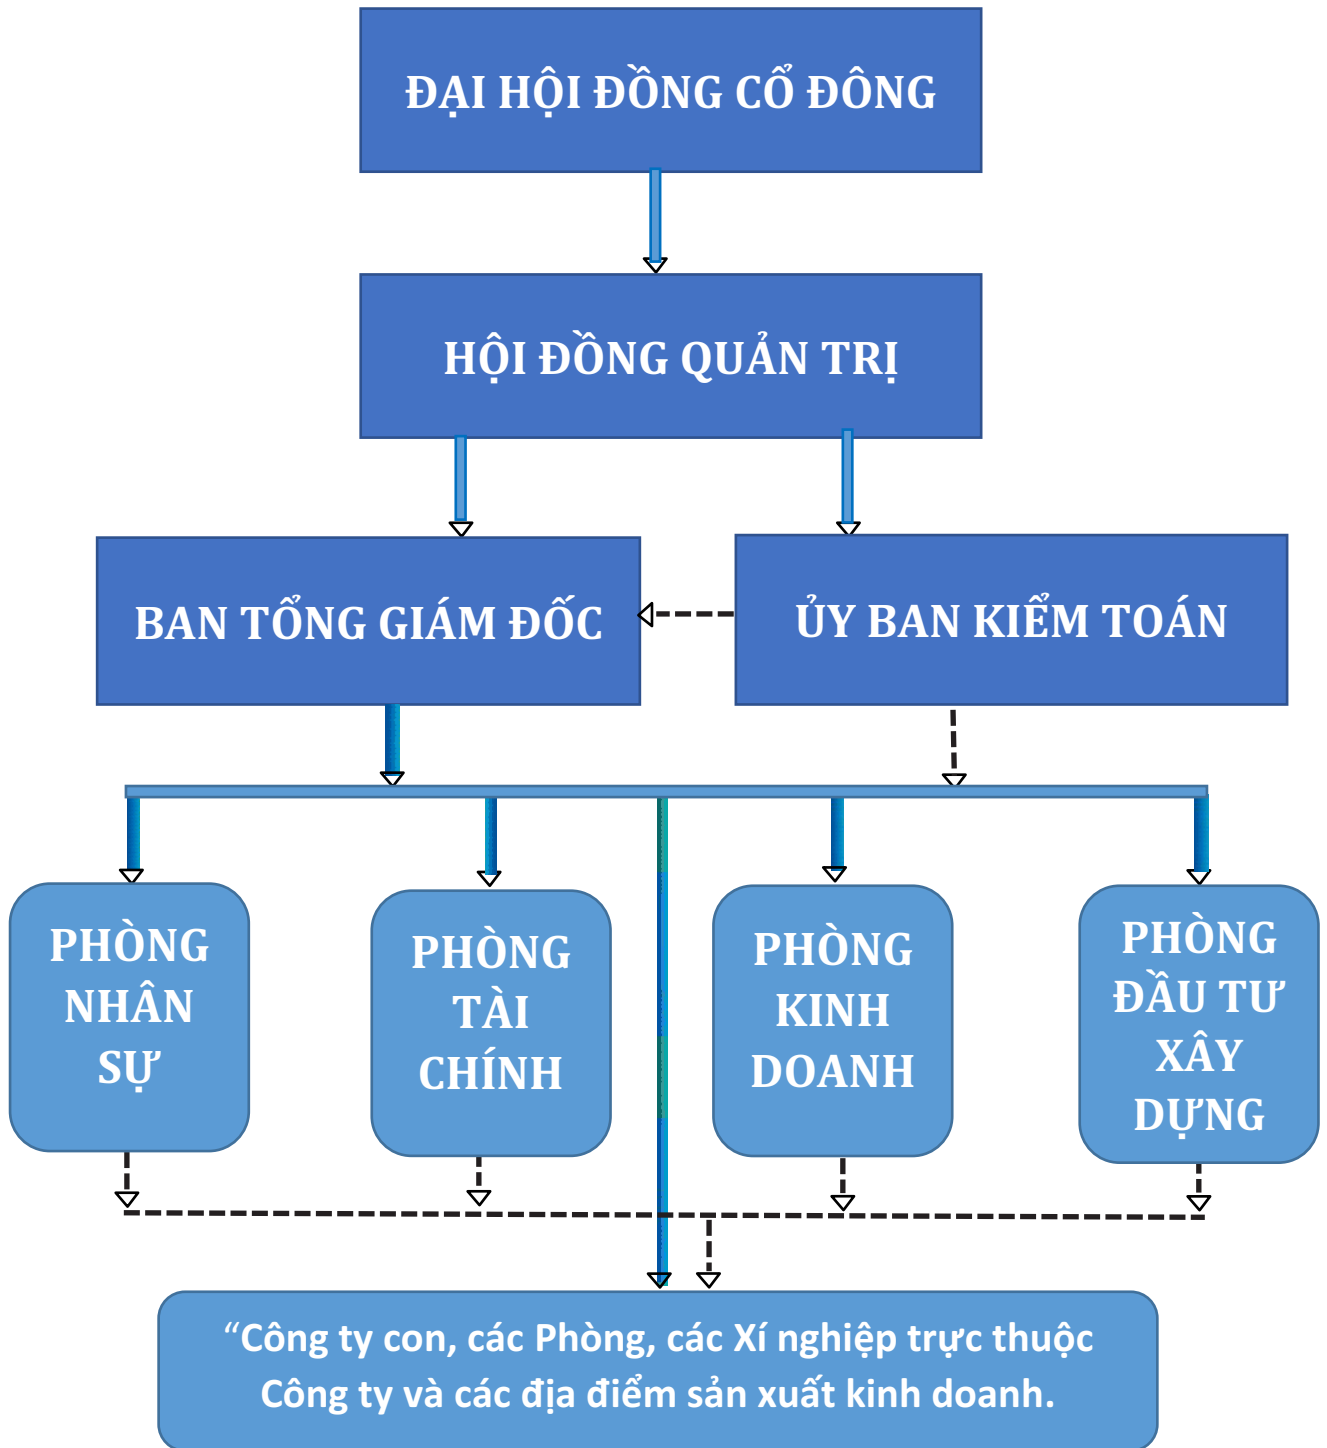 ĐẠI HỘI ĐỒNG CỔ ĐÔNG
HỘI ĐỒNG QUẢN TRỊ
BAN TỔNG GIÁM ĐỐC
ỦY BAN KIỂM TOÁN
PHÒNG
NHÂN
SỰ
PHÒNG
TÀI
CHÍNH
PHÒNG
KINH
DOANH
PHÒNG
ĐẦU TƯ
XÂY
DỰNG
“Công ty con, các Phòng, các Xí nghiệp trực thuộc
Công ty và các địa điểm sản xuất kinh doanh.